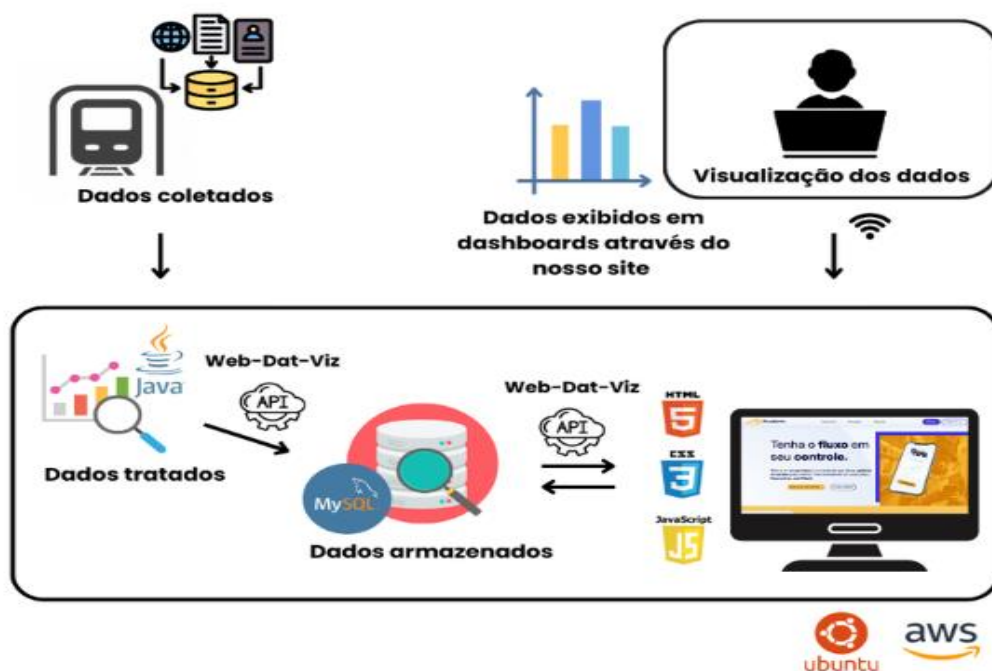 Dados coletados
Visualização dos dados
Dados exibidos em
dashboards através do
nosso site
Java
Web-Dat-Viz
API
Dados tratados
MySQL
Dados armazenados
Web-Dat-Viz
API
HTML
5
CSS
3
JavaScript
JS
Tenha o fluxo em
seu controle.
ubuntu
aws